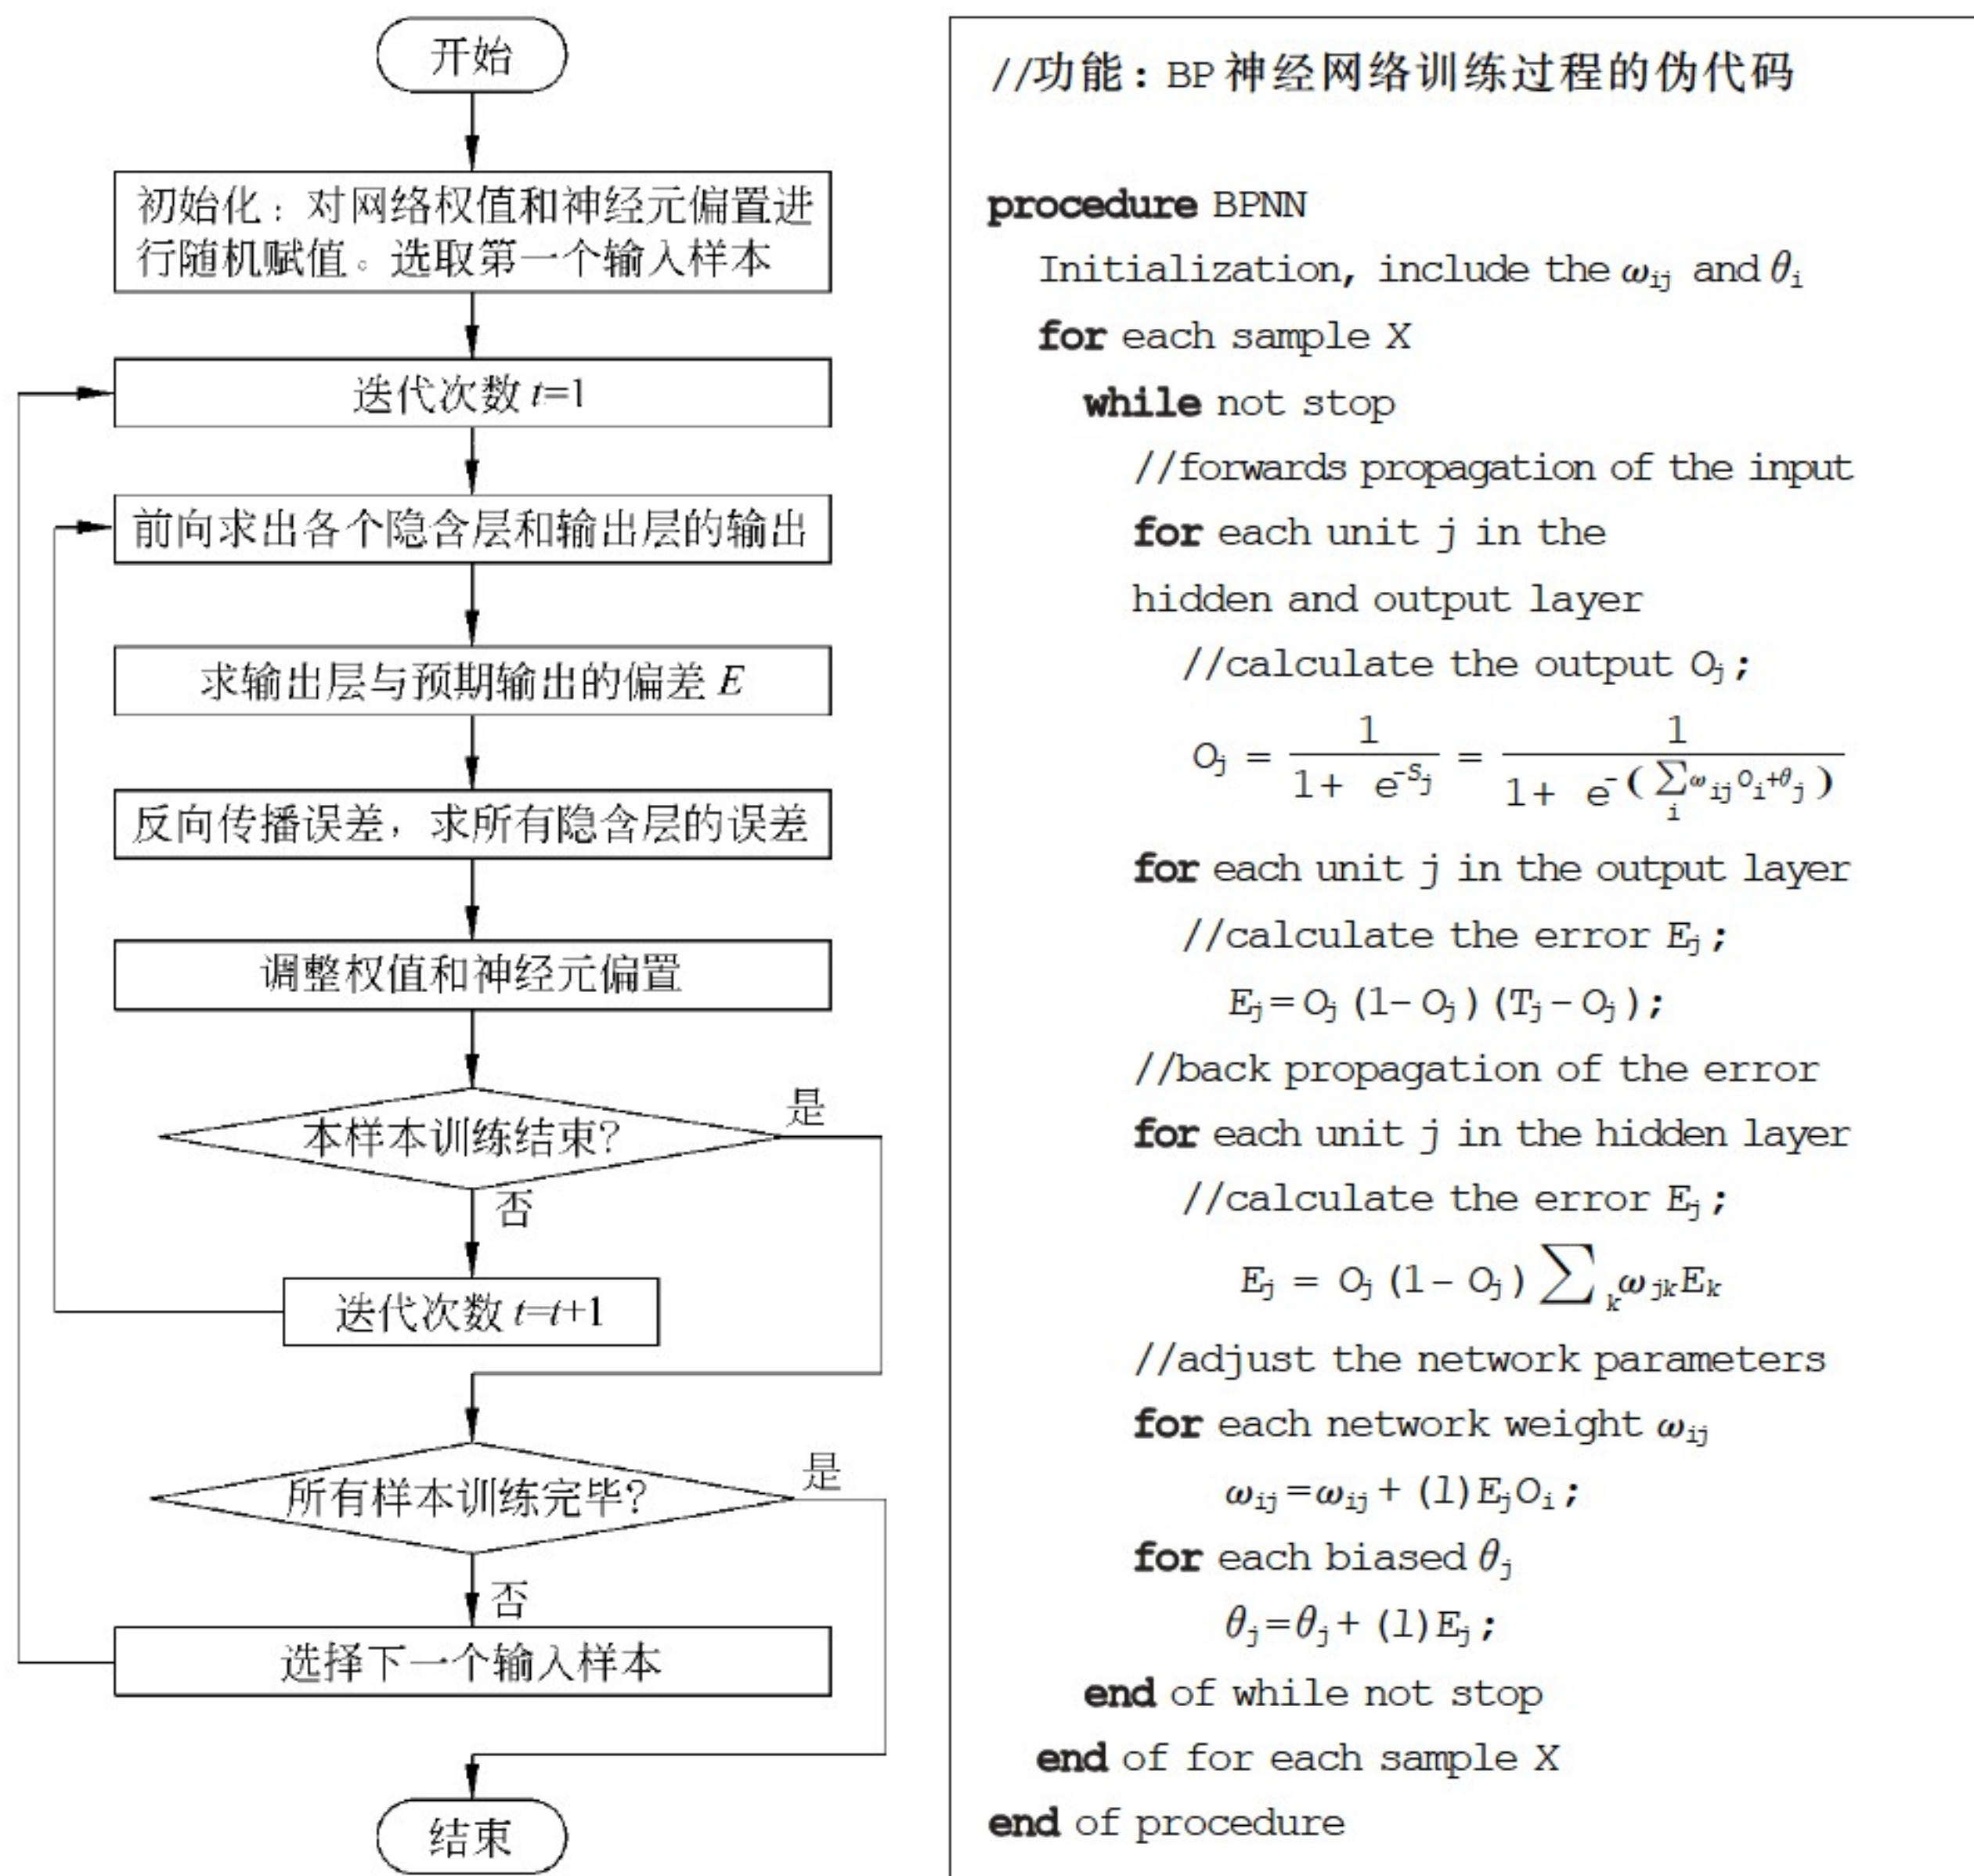 开始
初始化：对网络权值和神经元偏置进
行随机赋值。选取第一个输入样本
迭代次数 t=1
前向求出各个隐含层和输出层的输出
求输出层与预期输出的偏差 E
反向传播误差，求所有隐含层的误差
调整权值和神经元偏置
本样本训练结束?
是
否
迭代次数 t=t+1
所有样本训练完毕?
是
否
选择下一个输入样本
结束
//功能：BP 神经网络训练过程的伪代码
procedure BPNN
Initialization, include the ω_ij and θ_i
for each sample X
while not stop
//forwards propagation of the input
for each unit j in the
hidden and output layer
//calculate the output O_j;
O_j = 1/(1+ e^-S_j) = 1/(1+ e^-(∑_i ω_ij O_i+θ_j))
for each unit j in the output layer
//calculate the error E_j;
E_j=O_j (1-O_j) (T_j-O_j);
//back propagation of the error
for each unit j in the hidden layer
//calculate the error E_j;
E_j = O_j (1-O_j) ∑_k ω_jk E_k
//adjust the network parameters
for each network weight ω_ij
ω_ij=ω_ij+ (l)E_jO_i;
for each biased θ_j
θ_j=θ_j+ (l)E_j;
end of while not stop
end of for each sample X
end of procedure